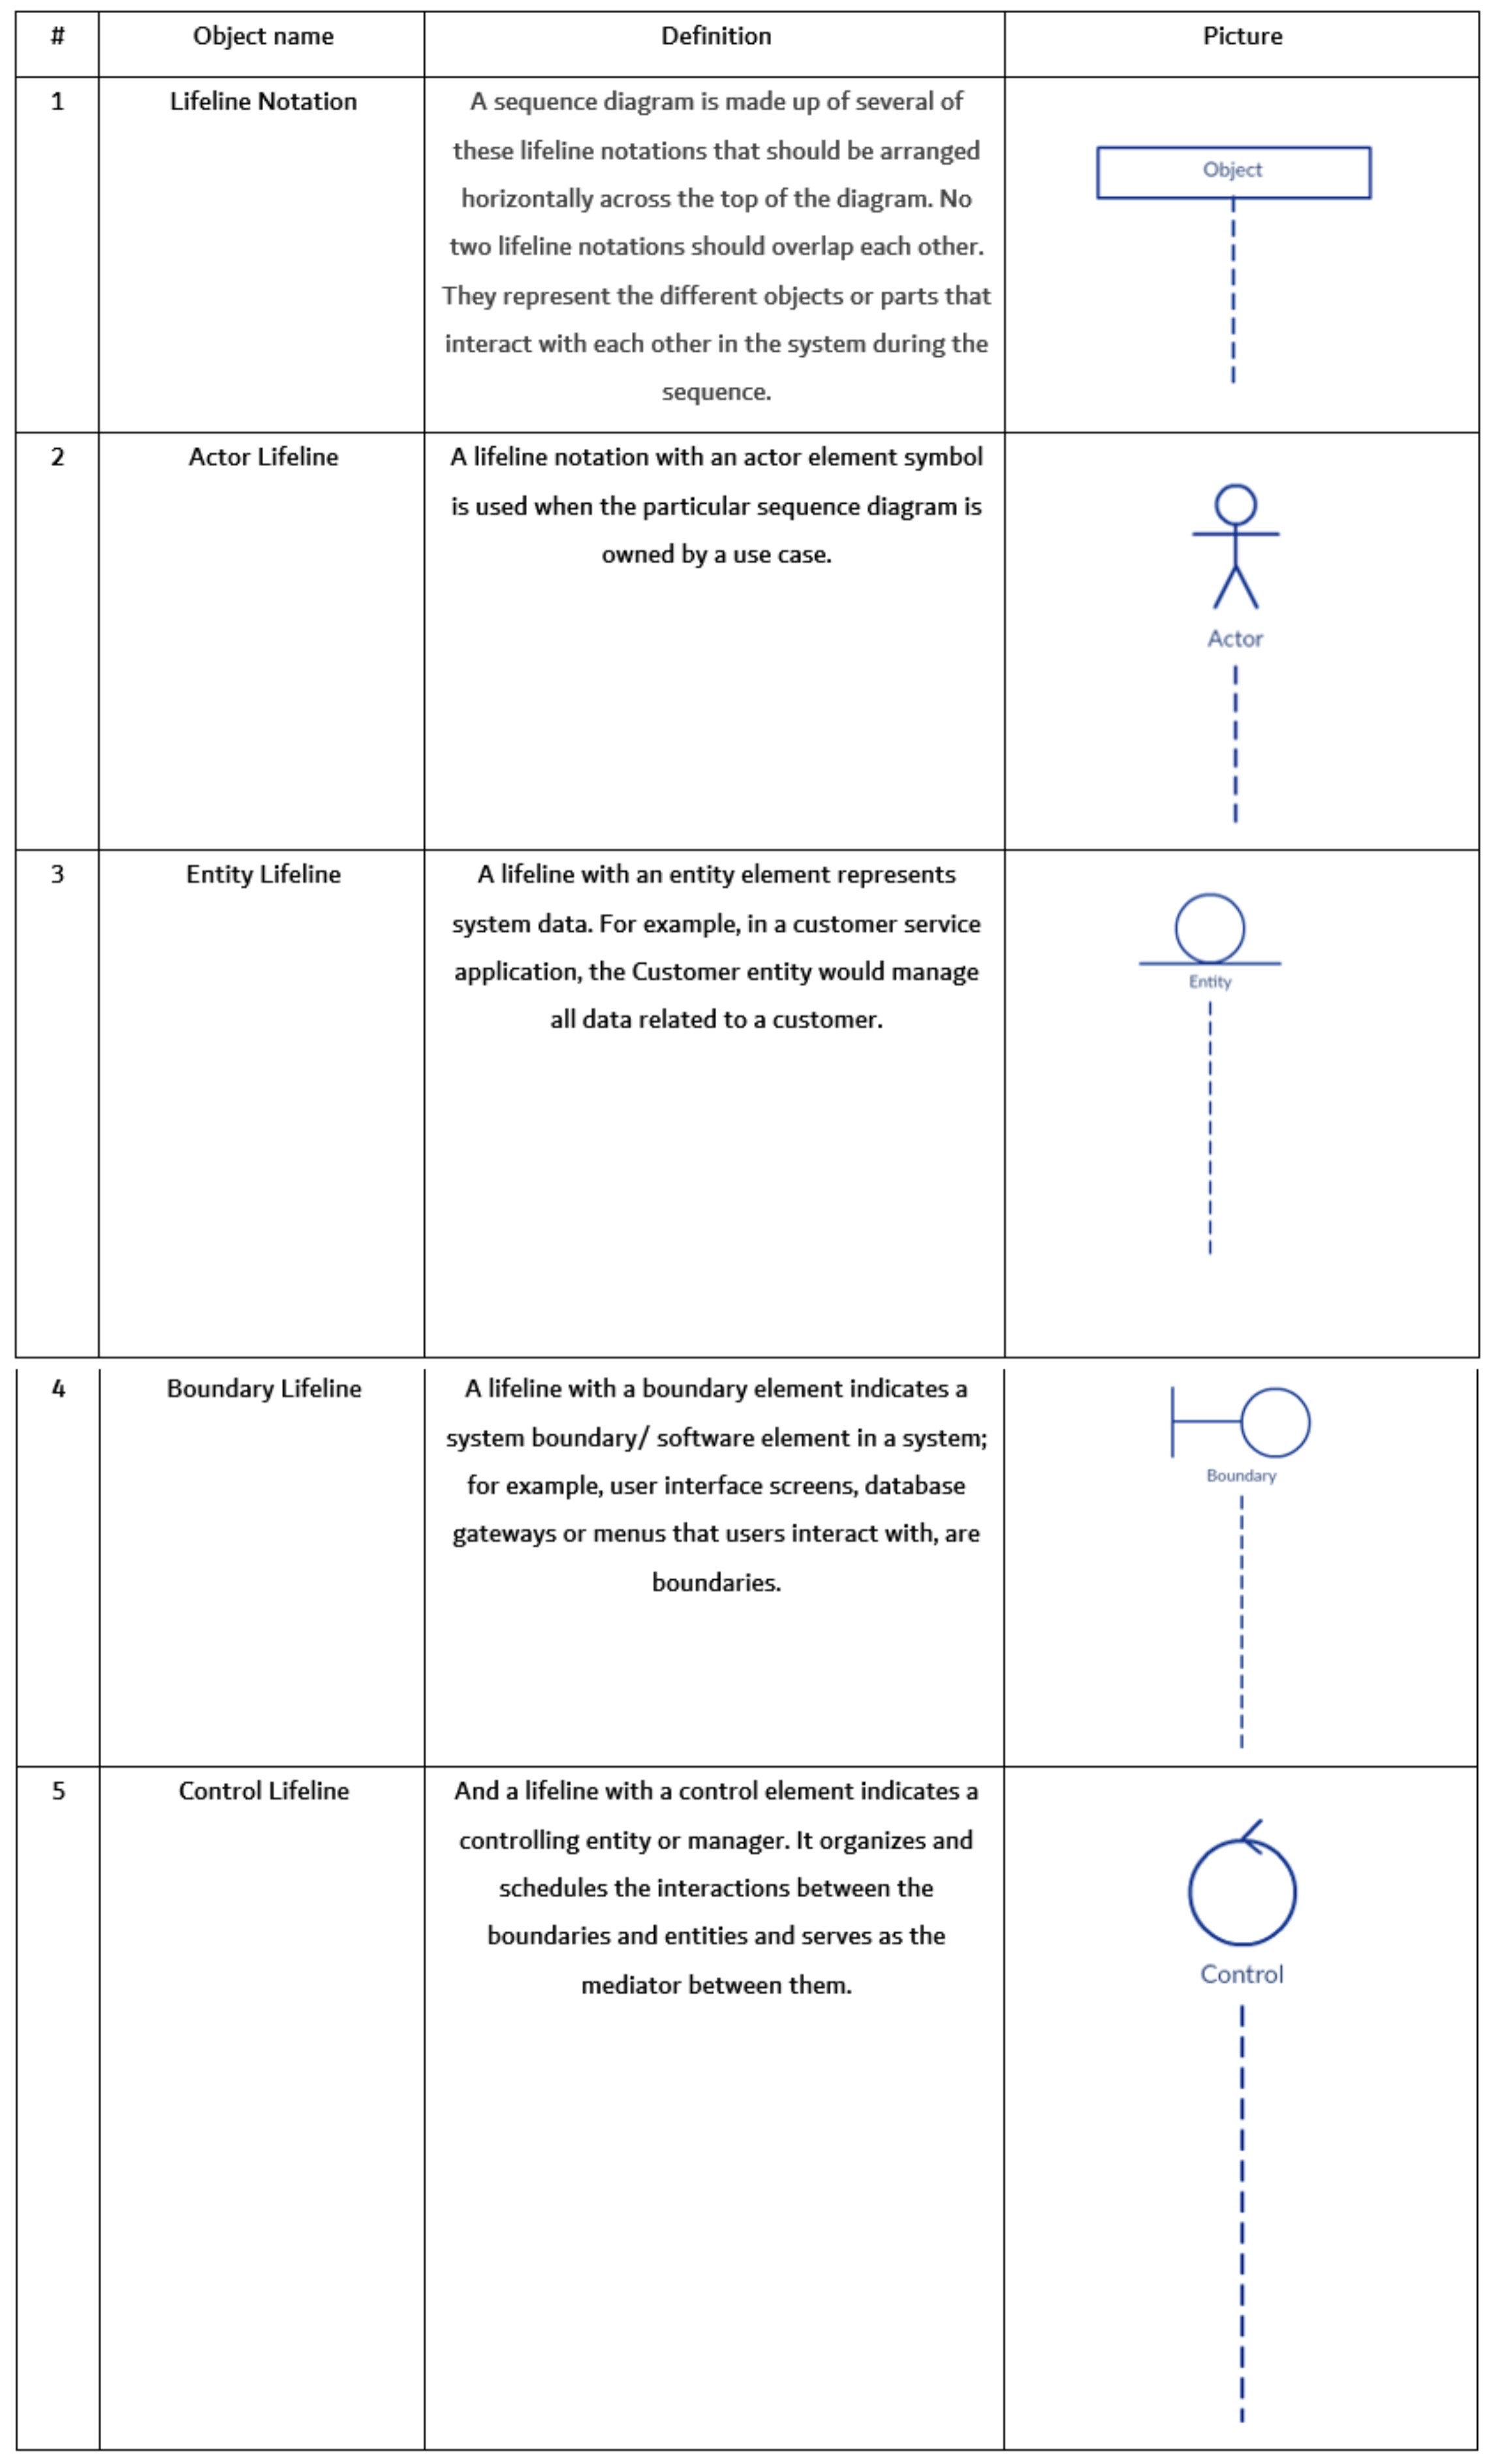 # Object name Definition Picture
1 Lifeline Notation A sequence diagram is made up of several of
these lifeline notations that should be arranged
horizontally across the top of the diagram. No
two lifeline notations should overlap each other.
They represent the different objects or parts that
interact with each other in the system during the
sequence.
Object
2 Actor Lifeline A lifeline notation with an actor element symbol
is used when the particular sequence diagram is
owned by a use case.
Actor
3 Entity Lifeline A lifeline with an entity element represents
system data. For example, in a customer service
application, the Customer entity would manage
all data related to a customer.
Entity
4 Boundary Lifeline A lifeline with a boundary element indicates a
system boundary/ software element in a system;
for example, user interface screens, database
gateways or menus that users interact with, are
boundaries.
Boundary
5 Control Lifeline And a lifeline with a control element indicates a
controlling entity or manager. It organizes and
schedules the interactions between the
boundaries and entities and serves as the
mediator between them.
Control